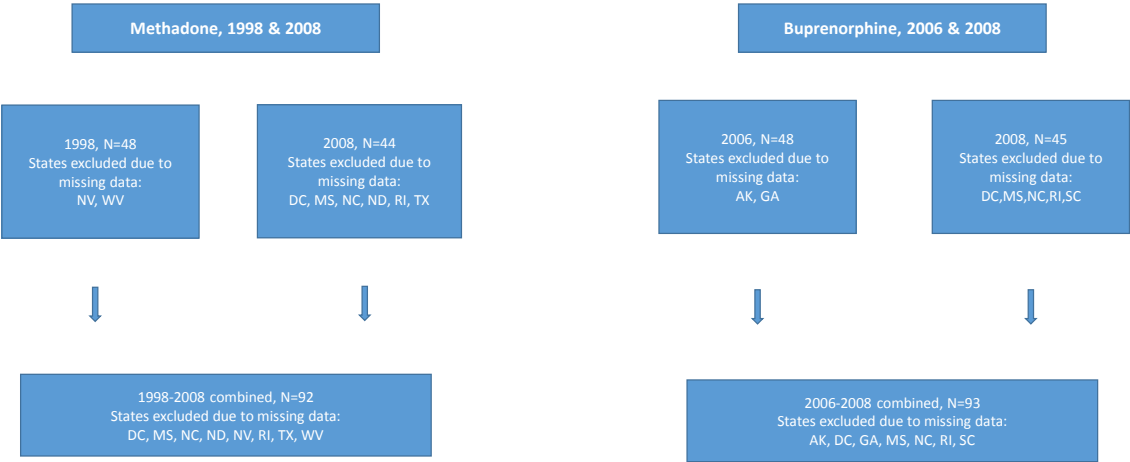 Methadone, 1998 & 2008
Buprenorphine, 2006 & 2008
1998, N=48
States excluded due to
missing data:
NV, WV
2008, N=44
States excluded due to
missing data:
DC, MS, NC, ND, RI, TX
2006, N=48
States excluded due to
missing data:
AK, GA
2008, N=45
States excluded due to
missing data:
DC,MS,NC,RI,SC
1998-2008 combined, N=92
States excluded due to missing data:
DC, MS, NC, ND, NV, RI, TX, WV
2006-2008 combined, N=93
States excluded due to missing data:
AK, DC, GA, MS, NC, RI, SC